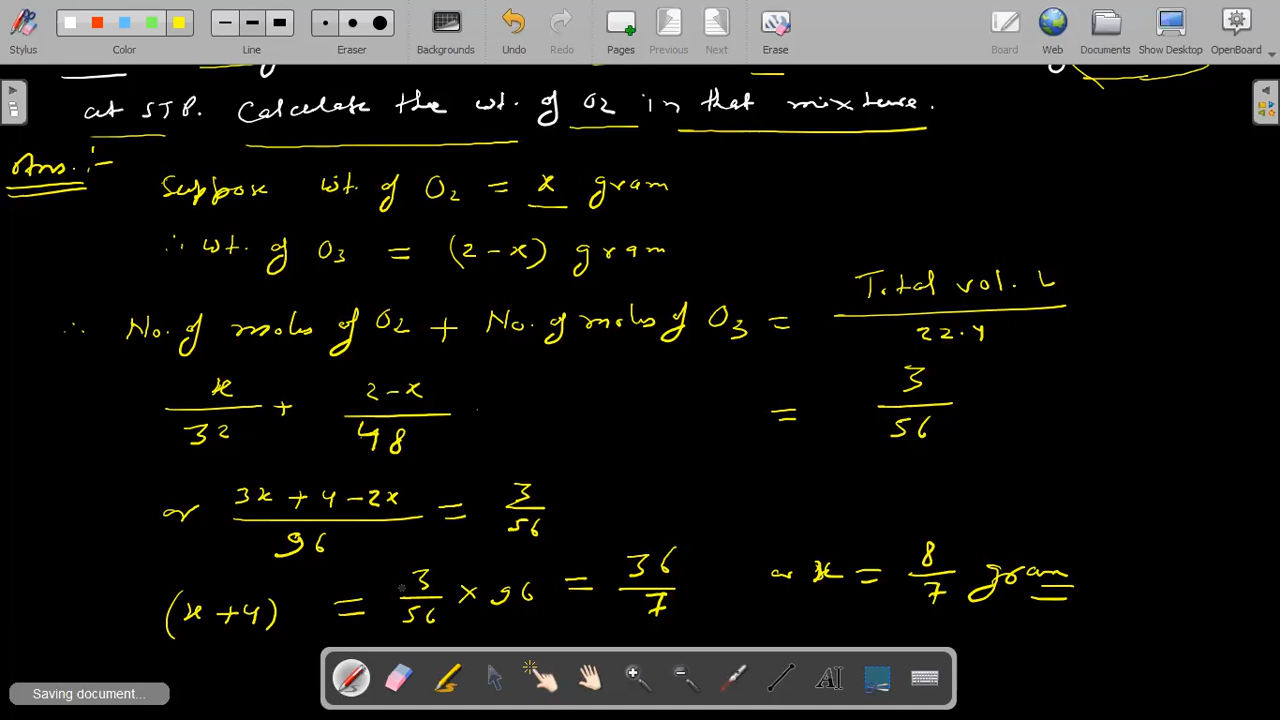 Stylus Color Line Eraser Backgrounds Undo Redo Pages Previous Next Erase Board Web Documents Show Desktop OpenBoard
at STP. Calculate the wt. of O2 in that mixture.
Ans. :-
Suppose wt. of O2 = x gram
∴ wt. of O3 = (2-x) gram
∴ No. of moles of O2 + No. of moles of O3 = Total vol. L / 22.4
x/32 + 2-x/48 = 3/56
or 3x + 4 - 2x / 96 = 3/56
(x+4) = 3/56 × 96 = 36/7 or x = 8/7 gram
Saving document...